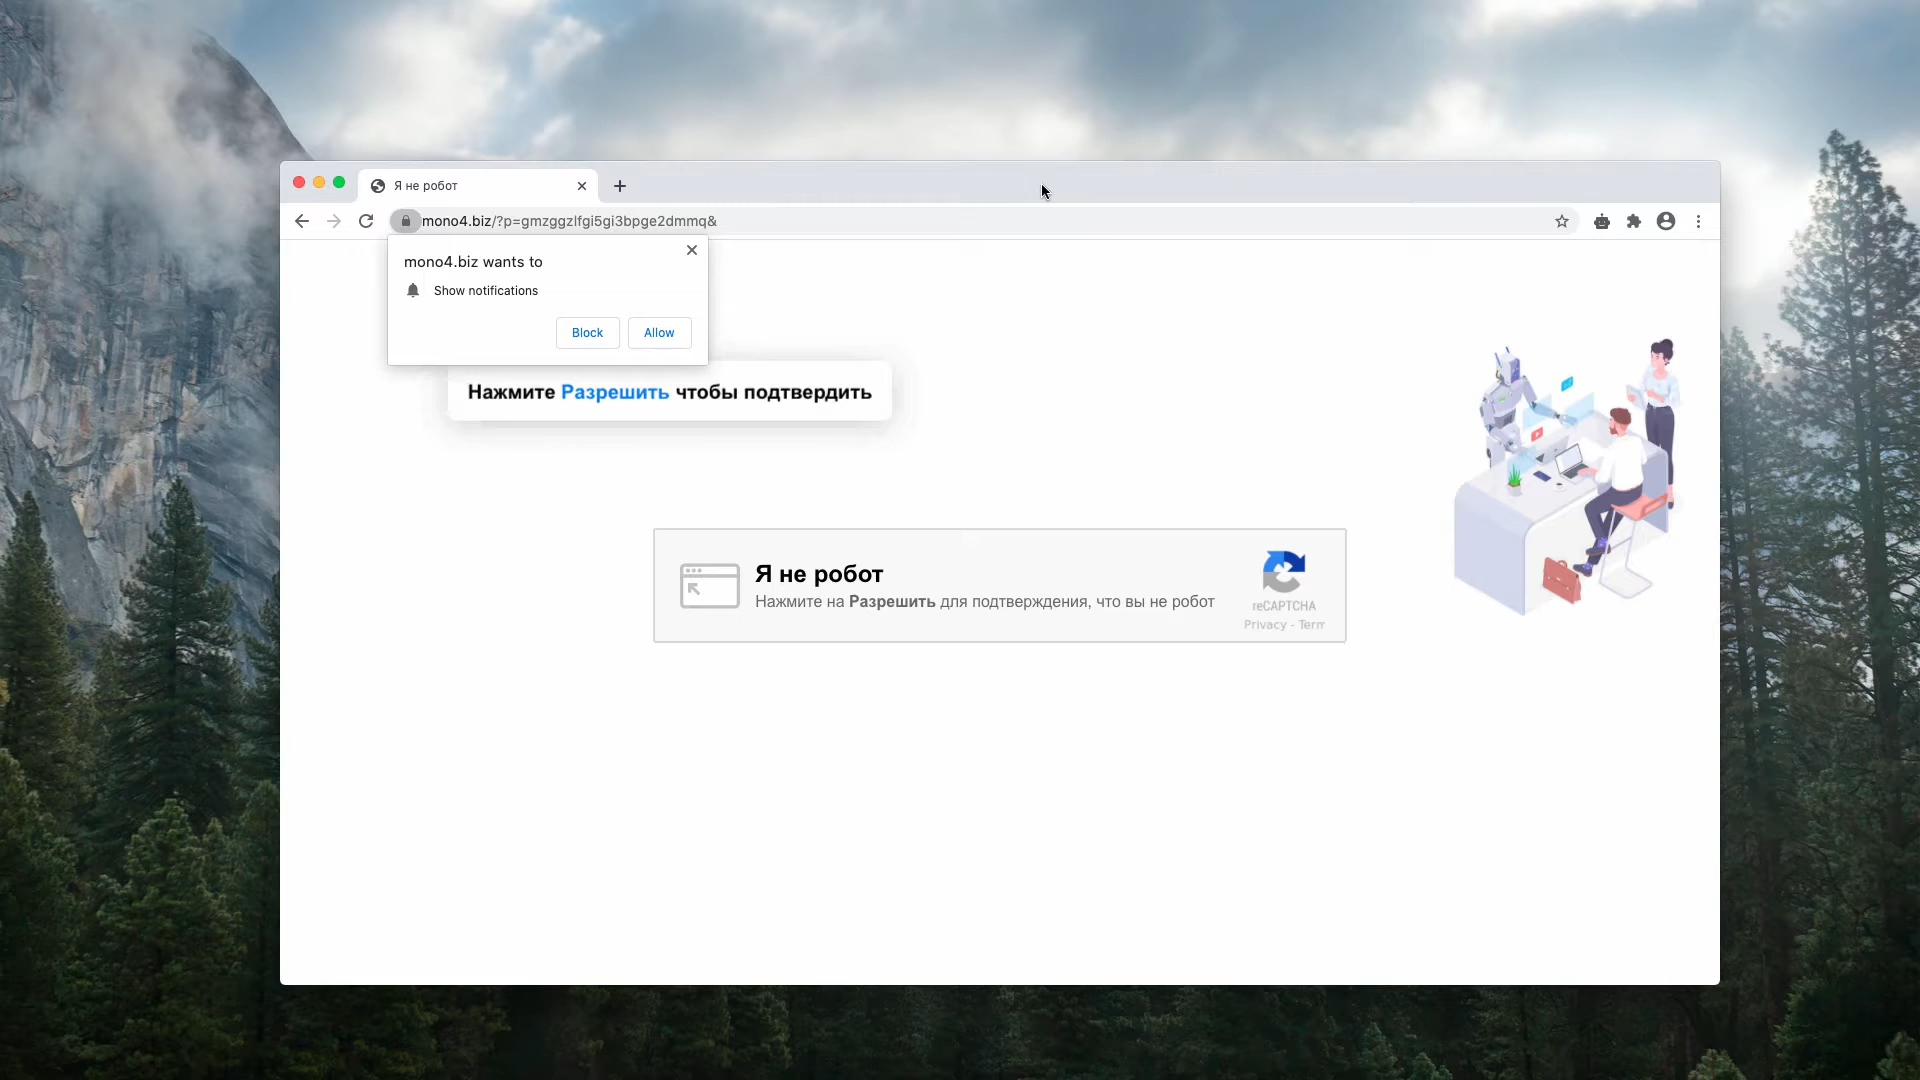 Я не робот
mono4.biz/?p=gmzggzlfgi5gi3bpge2dmmq&
mono4.biz wants to
Show notifications
Block Allow
Нажмите Разрешить чтобы подтвердить
Я не робот
Нажмите на Разрешить для подтверждения, что вы не робот
reCAPTCHA
Privacy - Term